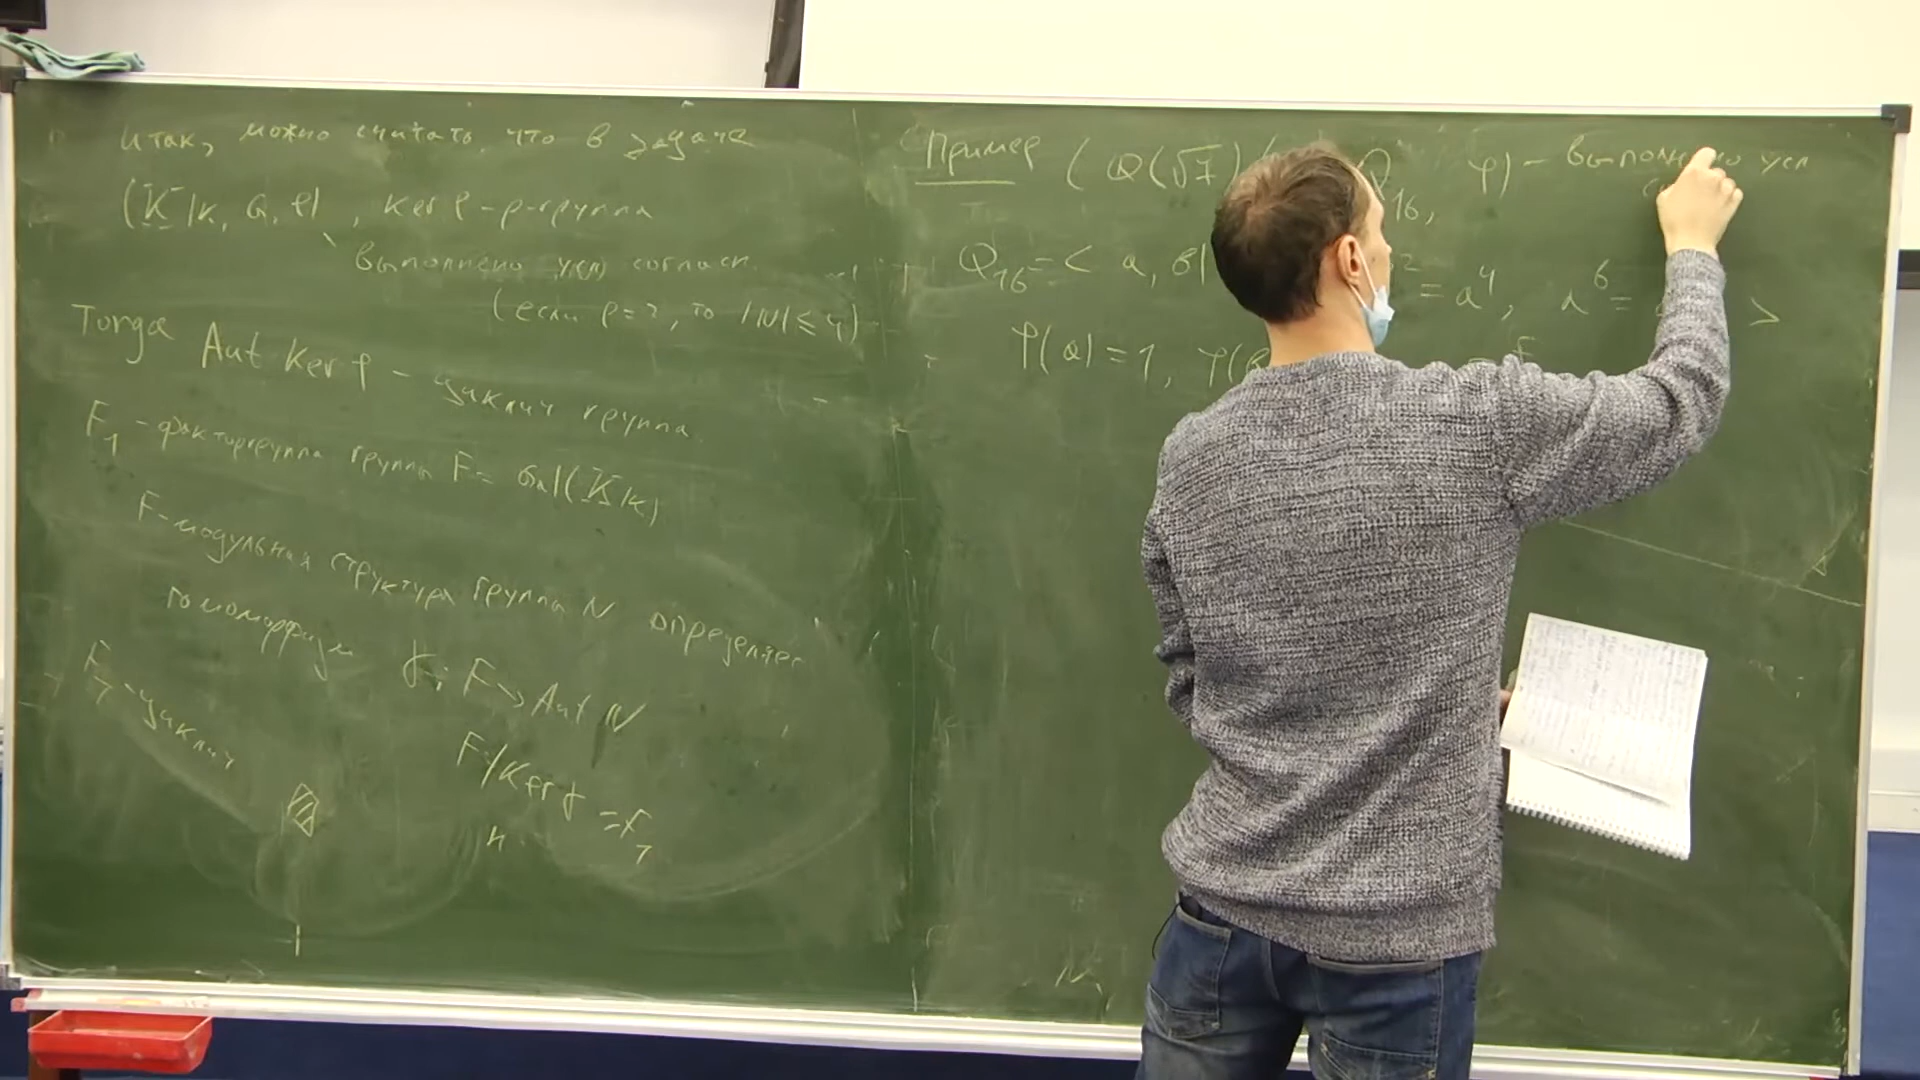 итак, можно считать, что в задаче
(K/k, G, φ), ker φ - p-группа
выполнено усл согласн.
(если p=2, то |N| ⩽ 4)
Тогда Aut Ker φ - циклич группа
F₁ - факторгруппа группы F = Gal(K/k)
F-модульная структура группы N определяет
гомоморфизм γ: F → Aut N
F₁ - циклич
F/Ker γ = F₁
Пример (Q(√7) Q₁₆, φ) - выполнено усл
Q₁₆ = < a, b | = a⁴, a⁶ = >
φ(a) = 1, φ(b